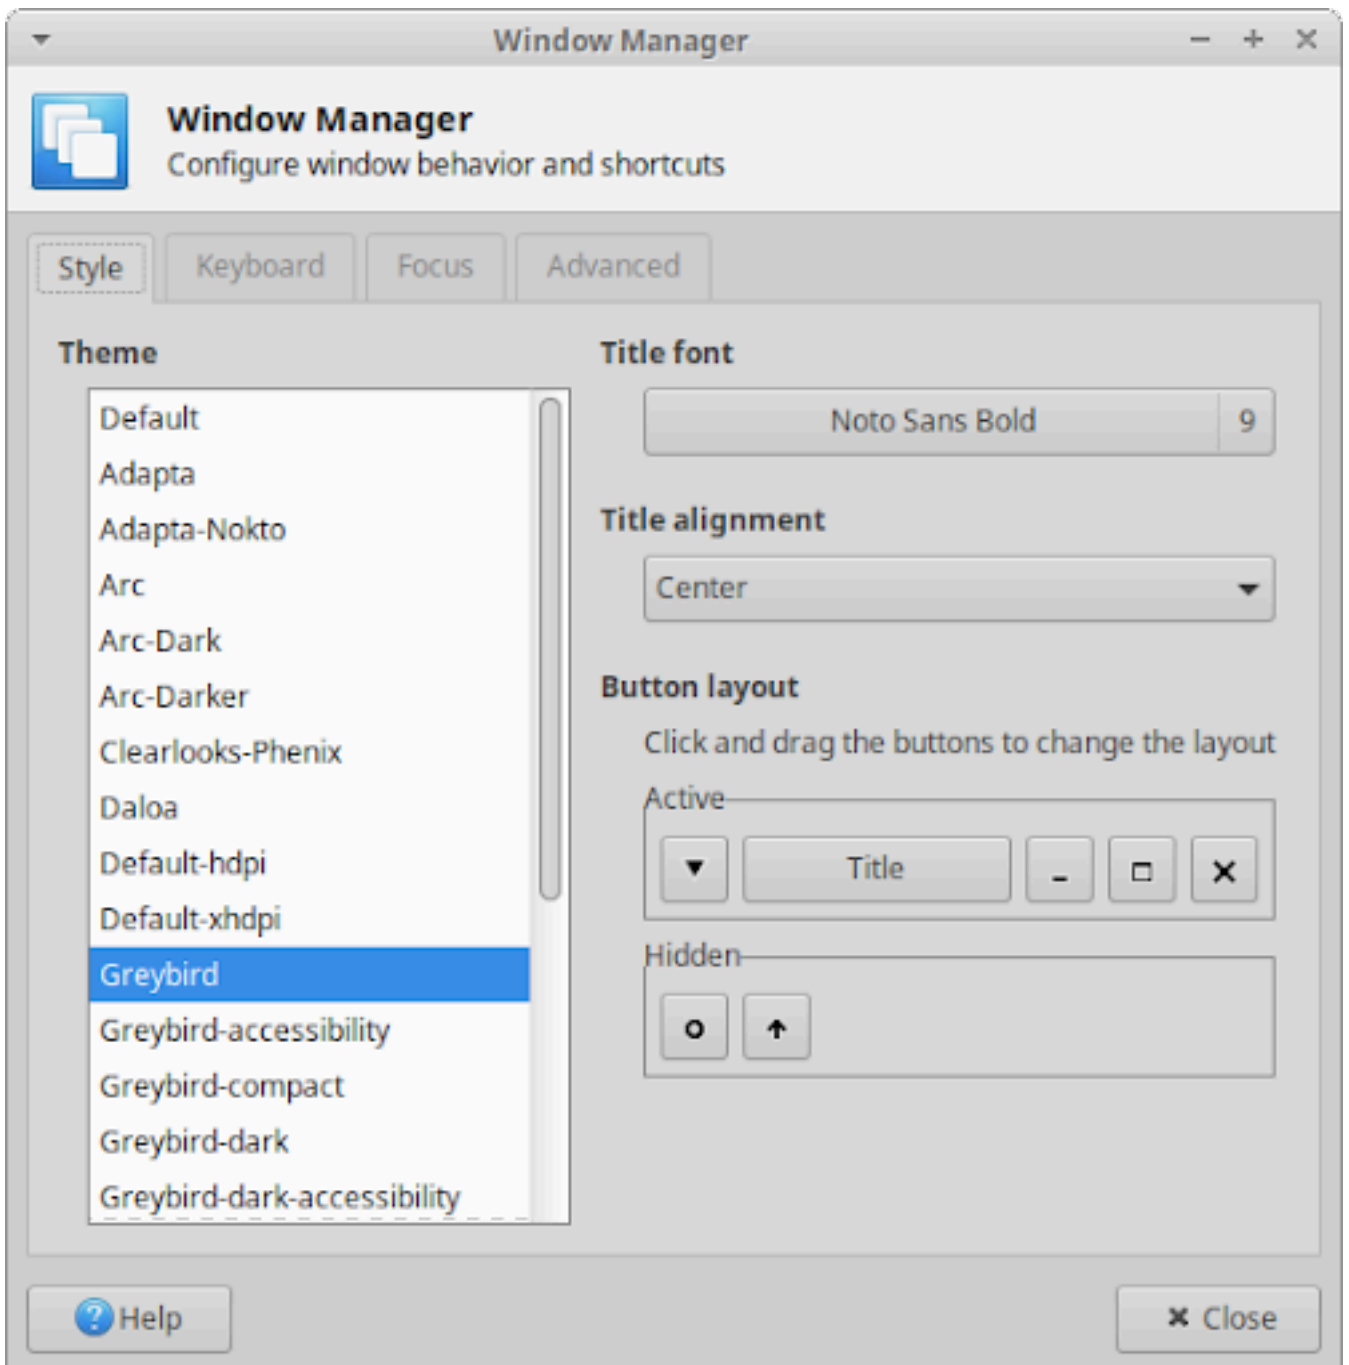 Window Manager
Window Manager
Configure window behavior and shortcuts
Style Keyboard Focus Advanced
Theme
Default
Adapta
Adapta-Nokto
Arc
Arc-Dark
Arc-Darker
Clearlooks-Phenix
Daloa
Default-hdpi
Default-xhdpi
Greybird
Greybird-accessibility
Greybird-compact
Greybird-dark
Greybird-dark-accessibility
Title font
Noto Sans Bold 9
Title alignment
Center
Button layout
Click and drag the buttons to change the layout
Active
Title
Hidden
Help
Close